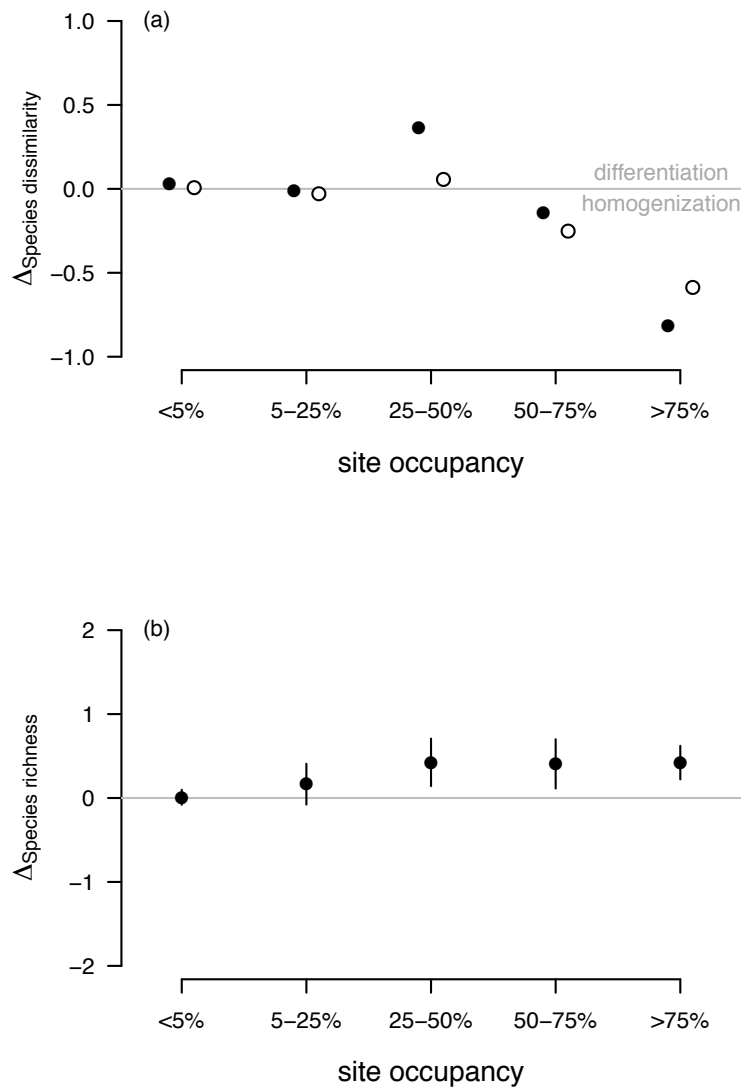 (a)
1.0
0.5
0.0
−0.5
−1.0
ΔSpecies dissimilarity
differentiation
homogenization
<5%
5−25%
25−50%
50−75%
>75%
site occupancy
(b)
2
1
0
−1
−2
ΔSpecies richness
<5%
5−25%
25−50%
50−75%
>75%
site occupancy